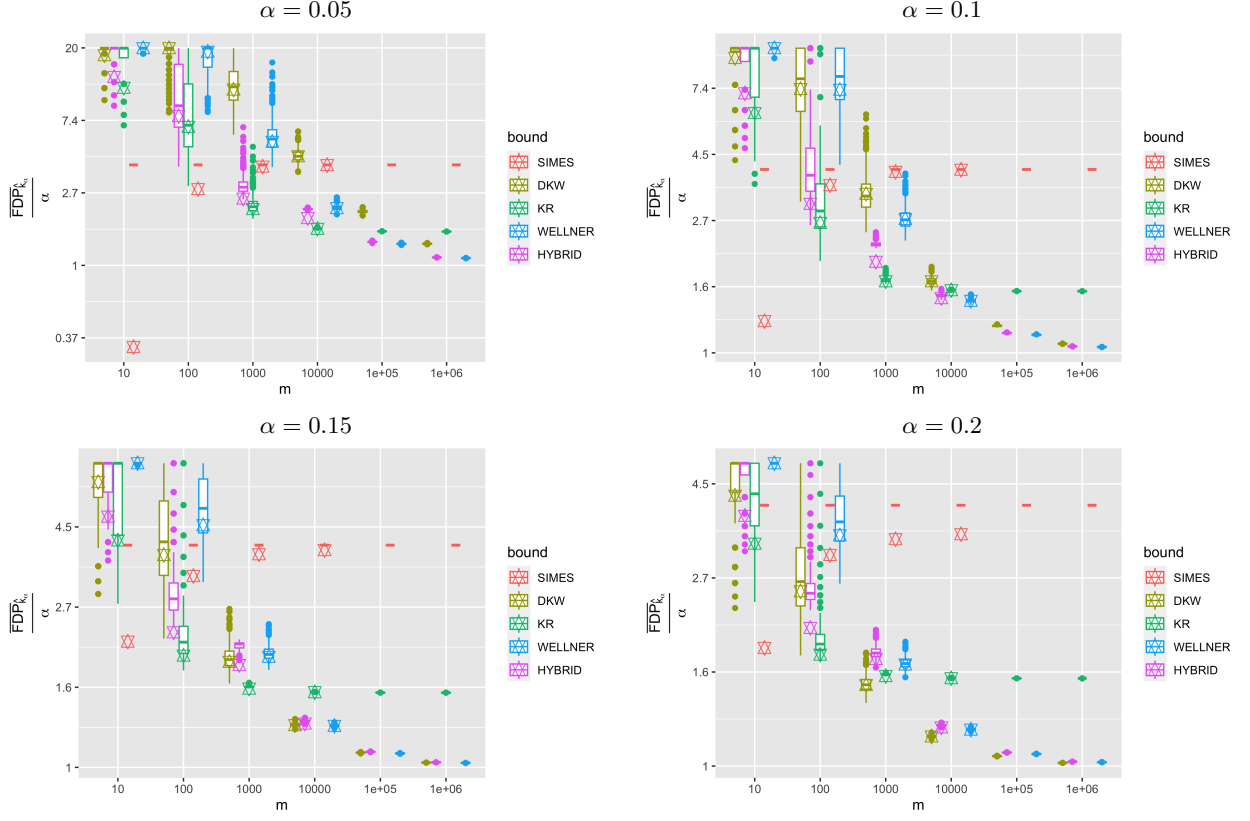 α = 0.05
20
7.4
2.7
1
0.37
FDP k̂α
α
10 100 1000 10000 1e+05 1e+06
m
bound
SIMES
DKW
KR
WELLNER
HYBRID
α = 0.1
7.4
4.5
2.7
1.6
1
FDP k̂α
α
10 100 1000 10000 1e+05 1e+06
m
bound
SIMES
DKW
KR
WELLNER
HYBRID
α = 0.15
4.5
2.7
1.6
1
FDP k̂α
α
10 100 1000 10000 1e+05 1e+06
m
bound
SIMES
DKW
KR
WELLNER
HYBRID
α = 0.2
4.5
2.7
1.6
1
FDP k̂α
α
10 100 1000 10000 1e+05 1e+06
m
bound
SIMES
DKW
KR
WELLNER
HYBRID